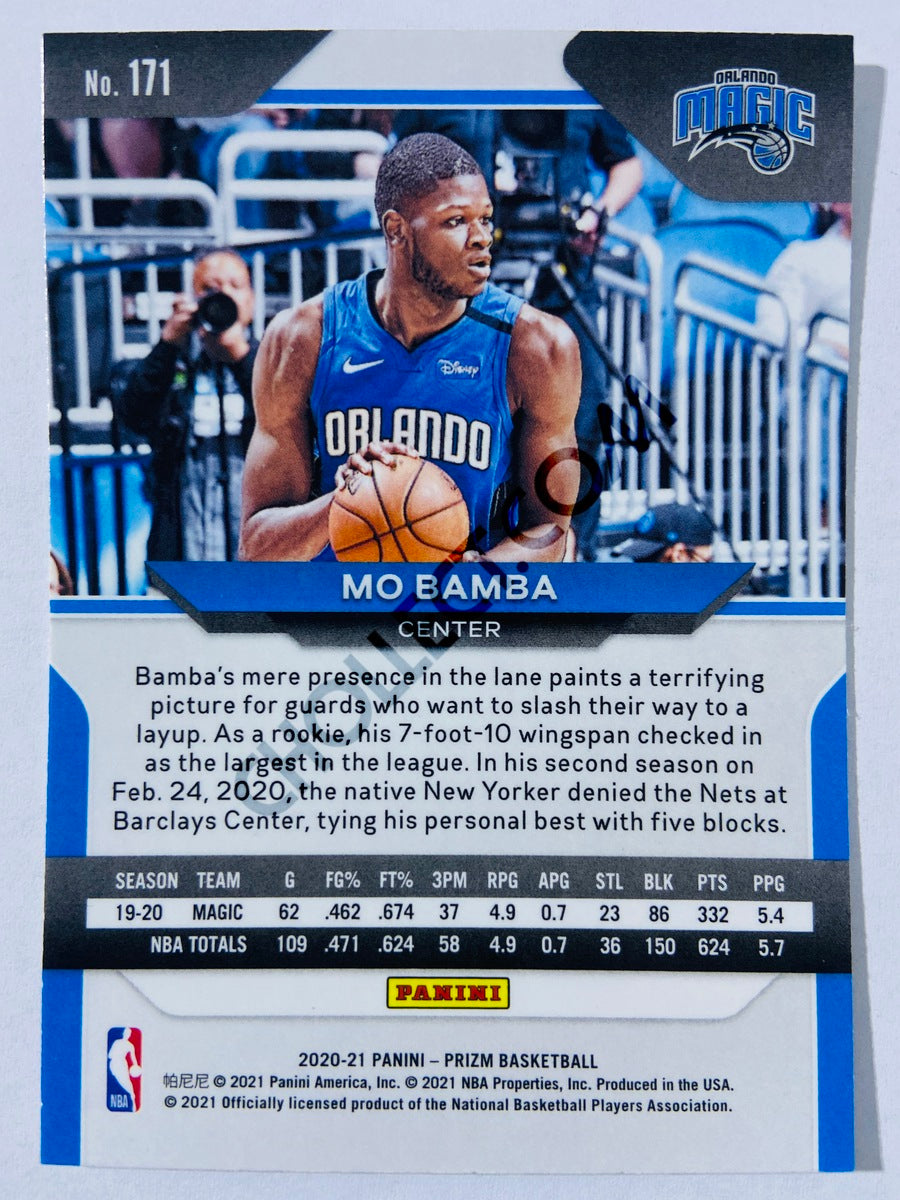 No. 171
ORLANDO
MAGIC
Disney
ORLANDO
CHOLLECT.COM
MO BAMBA
CENTER
Bamba's mere presence in the lane paints a terrifying
picture for guards who want to slash their way to a
layup. As a rookie, his 7-foot-10 wingspan checked in
as the largest in the league. In his second season on
Feb. 24, 2020, the native New Yorker denied the Nets at
Barclays Center, tying his personal best with five blocks.
SEASON TEAM G FG% FT% 3PM RPG APG STL BLK PTS PPG
19-20 MAGIC 62 .462 .674 37 4.9 0.7 23 86 332 5.4
NBA TOTALS 109 .471 .624 58 4.9 0.7 36 150 624 5.7
PANINI
NBA
2020-21 PANINI – PRIZM BASKETBALL
帕尼尼 © 2021 Panini America, Inc. © 2021 NBA Properties, Inc. Produced in the USA.
© 2021 Officially licensed product of the National Basketball Players Association.